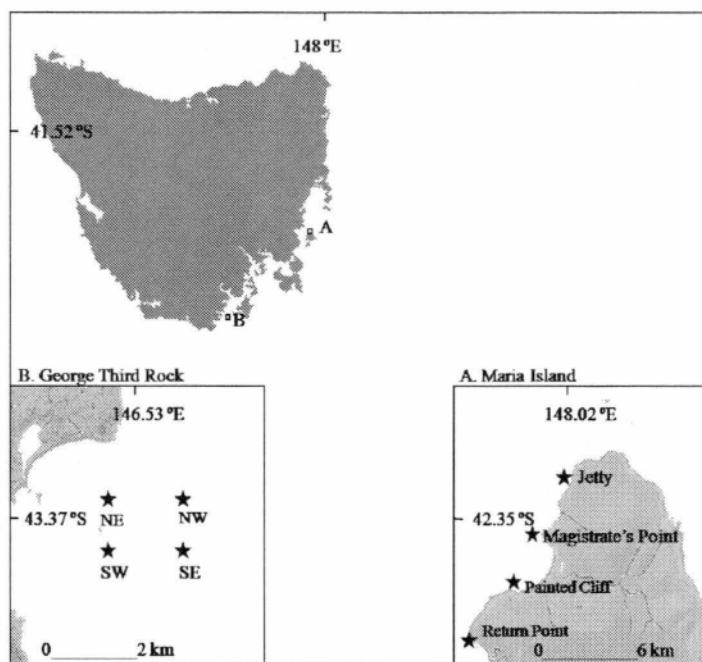 148 °E
41.52 °S
A
B
B. George Third Rock
146.53 °E
43.37 °S
NE
NW
SW
SE
0 2 km
A. Maria Island
148.02 °E
42.35 °S
Jetty
Magistrate's Point
Painted Cliff
Return Point
0 6 km